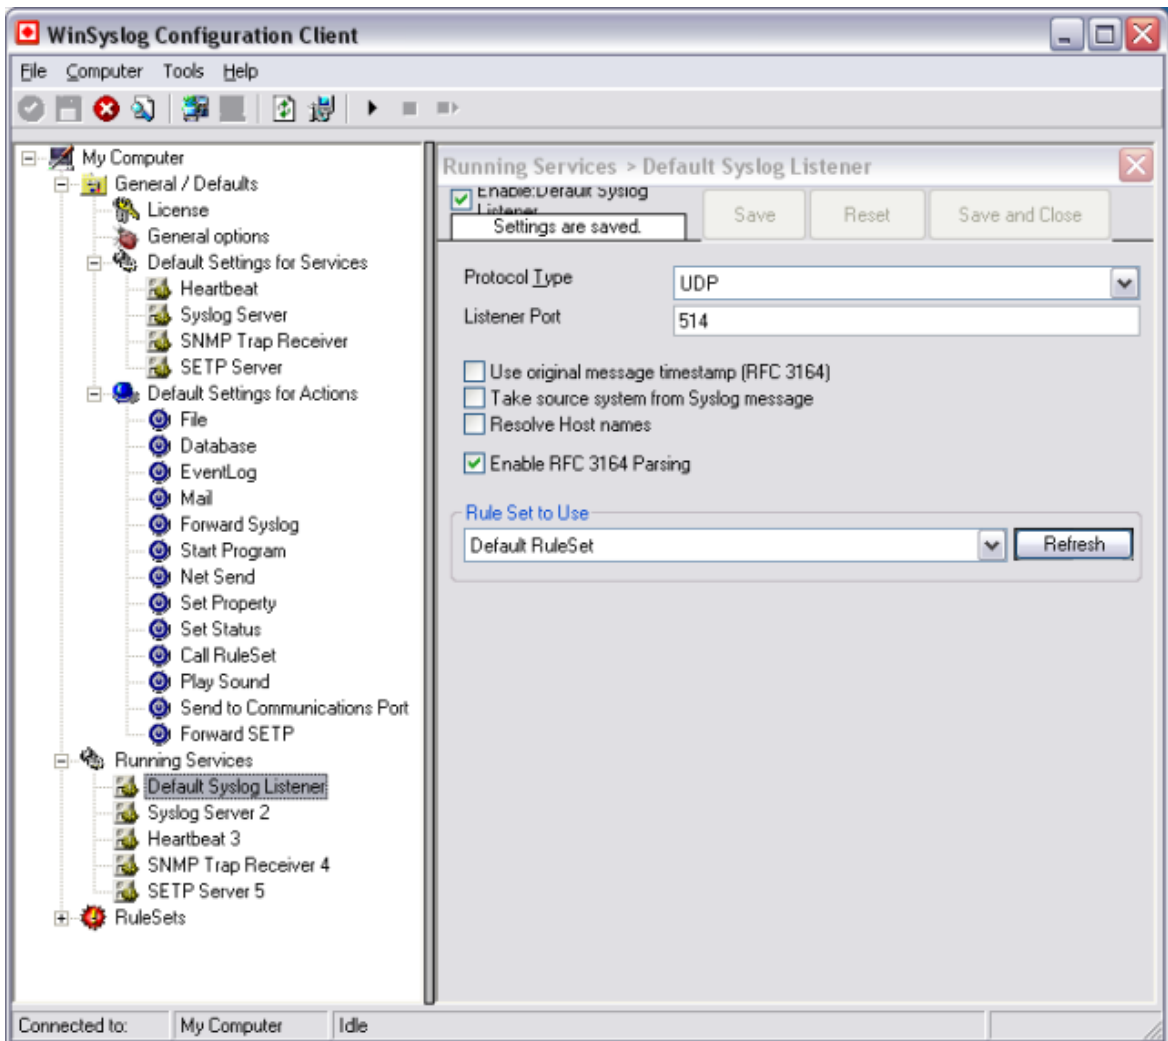 WinSyslog Configuration Client
File Computer Tools Help
My Computer
General / Defaults
License
General options
Default Settings for Services
Heartbeat
Syslog Server
SNMP Trap Receiver
SETP Server
Default Settings for Actions
File
Database
EventLog
Mail
Forward Syslog
Start Program
Net Send
Set Property
Set Status
Call RuleSet
Play Sound
Send to Communications Port
Forward SETP
Running Services
Default Syslog Listener
Syslog Server 2
Heartbeat 3
SNMP Trap Receiver 4
SETP Server 5
RuleSets
Running Services > Default Syslog Listener
Enable:Default Syslog
Listener
Settings are saved.
Save Reset Save and Close
Protocol Type UDP
Listener Port 514
Use original message timestamp (RFC 3164)
Take source system from Syslog message
Resolve Host names
Enable RFC 3164 Parsing
Rule Set to Use
Default RuleSet Refresh
Connected to: My Computer Idle